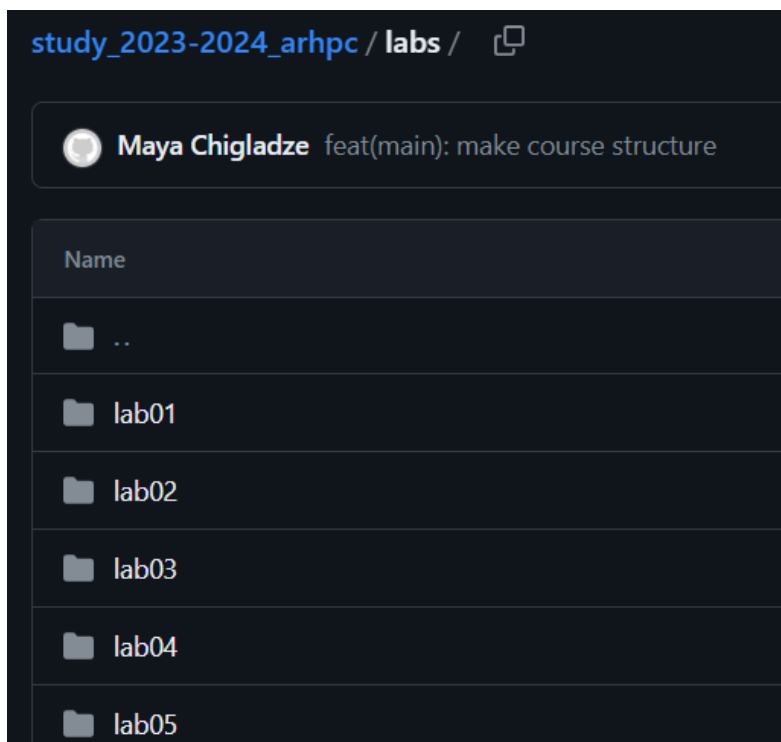 study_2023-2024_arhpc / labs /
Maya Chigladze feat(main): make course structure
Name
..
lab01
lab02
lab03
lab04
lab05